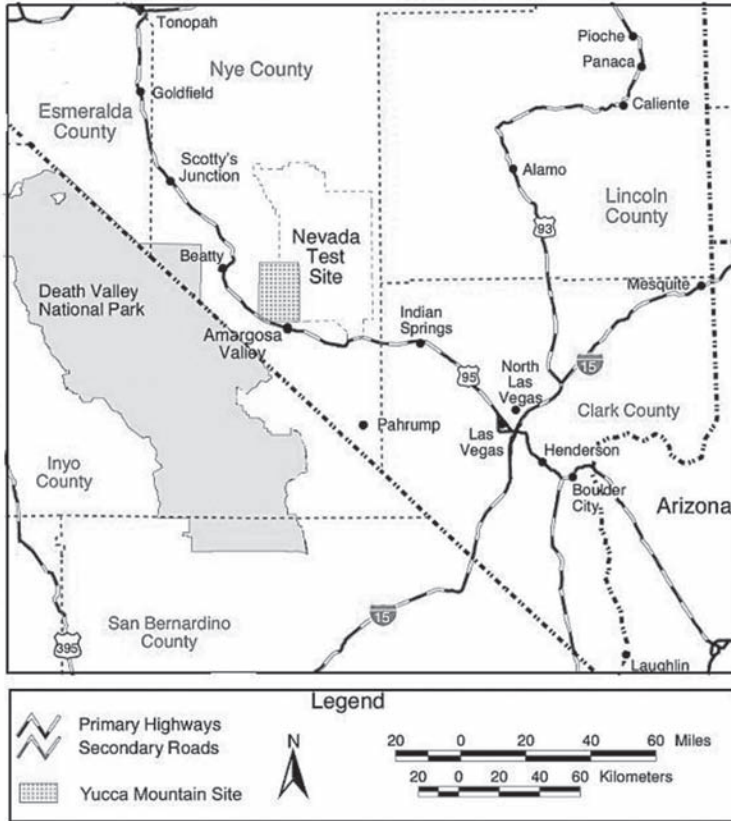 Tonopah
Pioche
Panaca
Nye County
Goldfield
Caliente
Esmeralda
County
Scotty's
Junction
Alamo
Lincoln
County
93
Nevada
Test
Site
Beatty
Mesquite
Death Valley
National Park
Indian
Springs
Amargosa
Valley
95
North
Las
Vegas
15
Clark County
Pahrump
Las
Vegas
Henderson
Inyo
County
Boulder
City
Arizona
San Bernardino
County
15
395
Laughlin
Legend
Primary Highways
Secondary Roads
Yucca Mountain Site
N
20 0 20 40 60 Miles
20 0 20 40 60 Kilometers